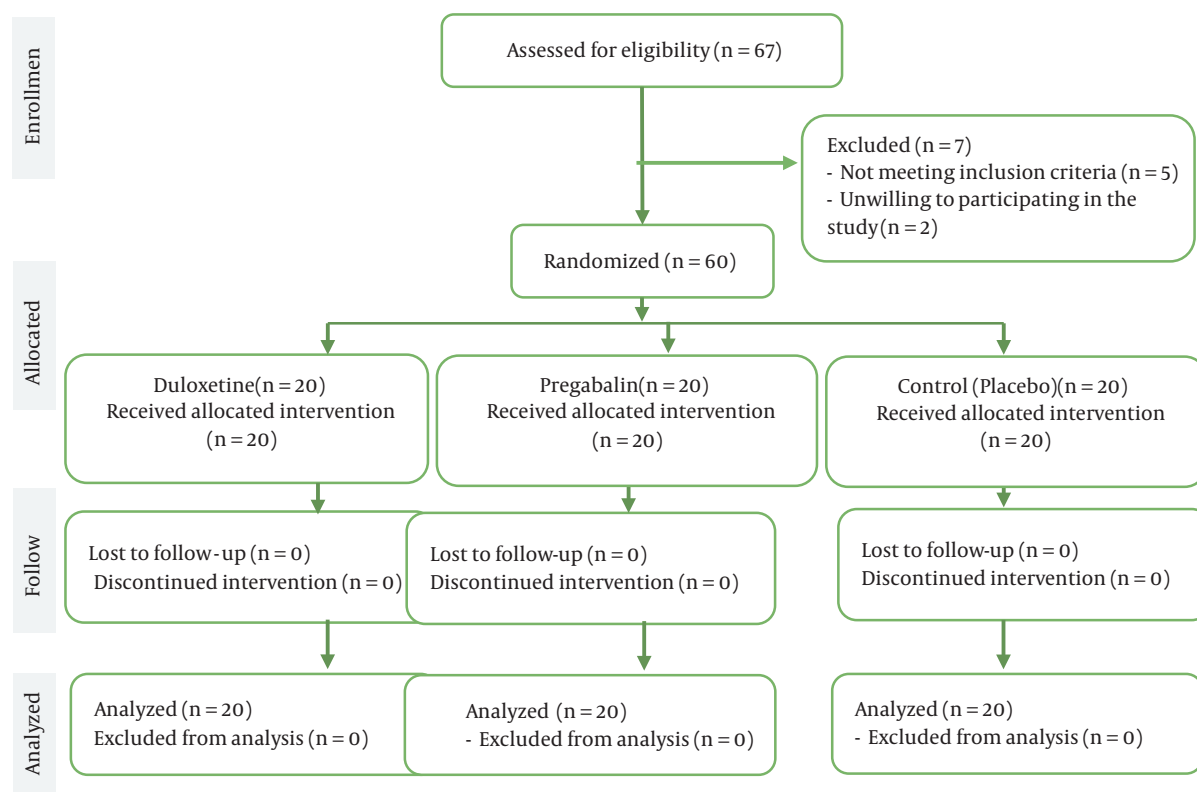 Enrollmen
Assessed for eligibility (n = 67)
Excluded (n = 7)
- Not meeting inclusion criteria (n = 5)
- Unwilling to participating in the
study (n = 2)
Randomized (n = 60)
Allocated
Duloxetine (n = 20)
Received allocated intervention
(n = 20)
Pregabalin (n = 20)
Received allocated intervention
(n = 20)
Control (Placebo) (n = 20)
Received allocated intervention
(n = 20)
Follow
Lost to follow-up (n = 0)
Discontinued intervention (n = 0)
Lost to follow-up (n = 0)
Discontinued intervention (n = 0)
Lost to follow-up (n = 0)
Discontinued intervention (n = 0)
Analyzed
Analyzed (n = 20)
Excluded from analysis (n = 0)
Analyzed (n = 20)
- Excluded from analysis (n = 0)
Analyzed (n = 20)
- Excluded from analysis (n = 0)